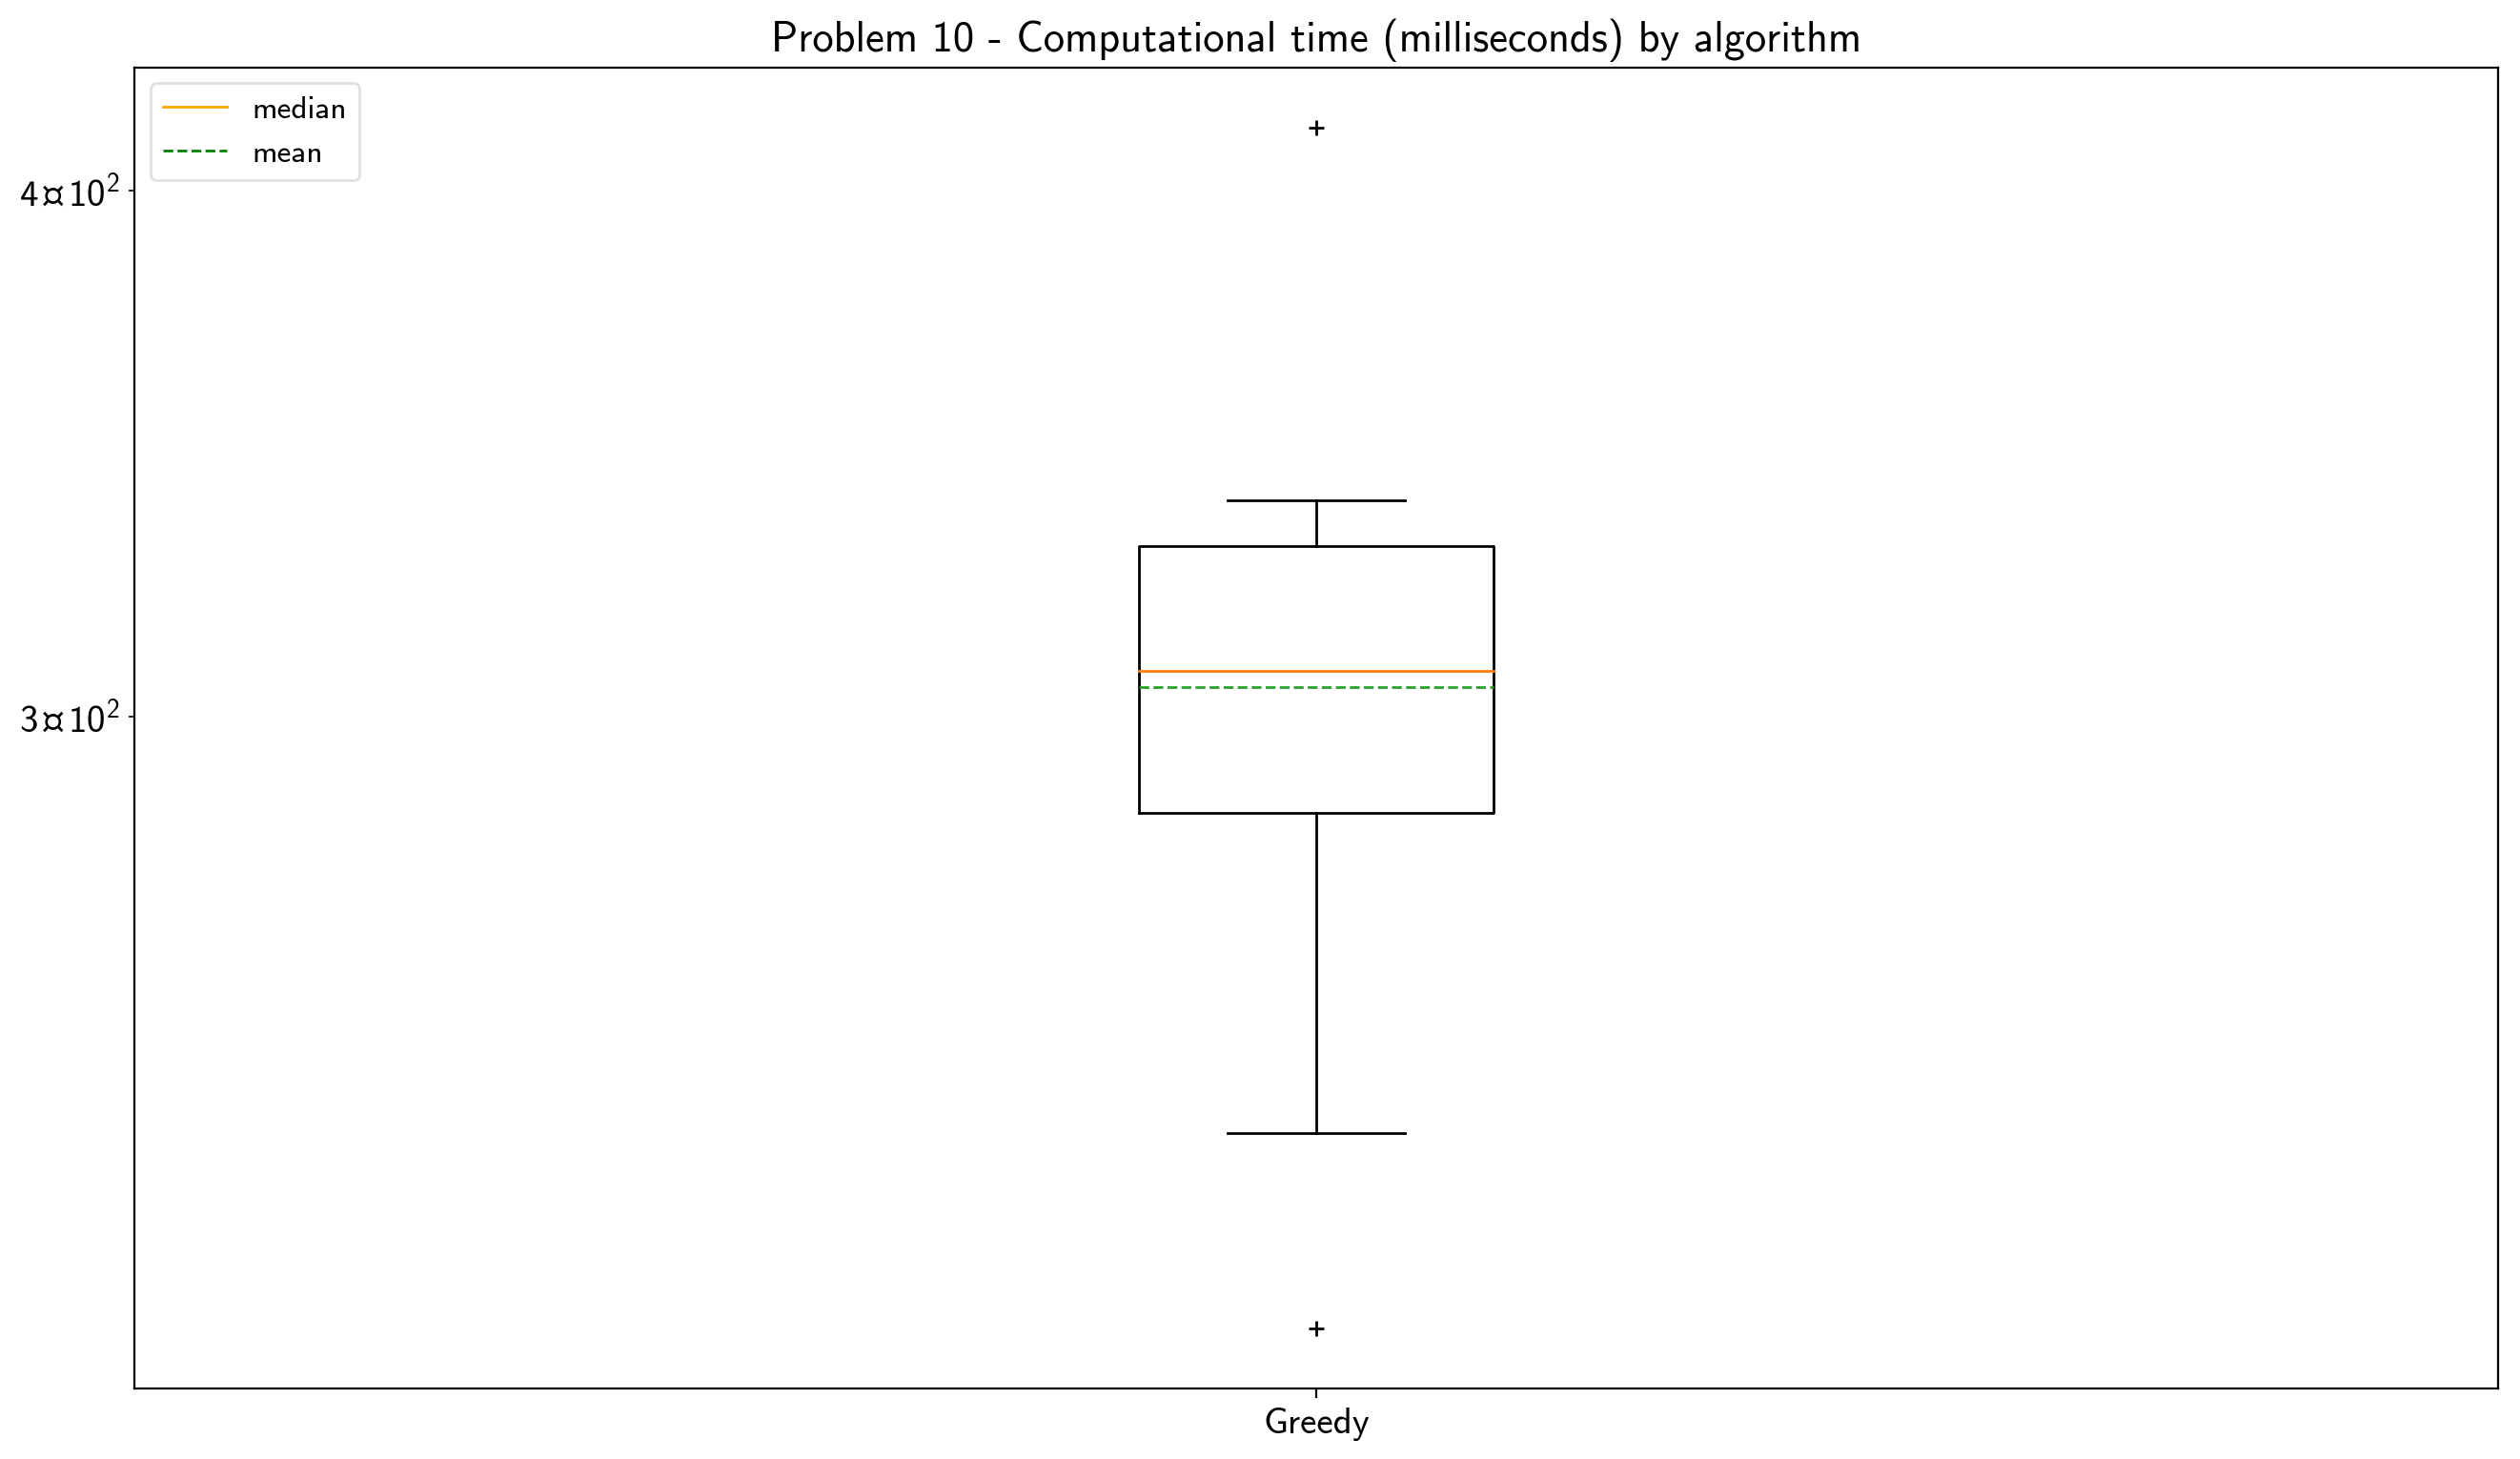 Problem 10 - Computational time (milliseconds) by algorithm
median
mean
4¤10²
3¤10²
Greedy